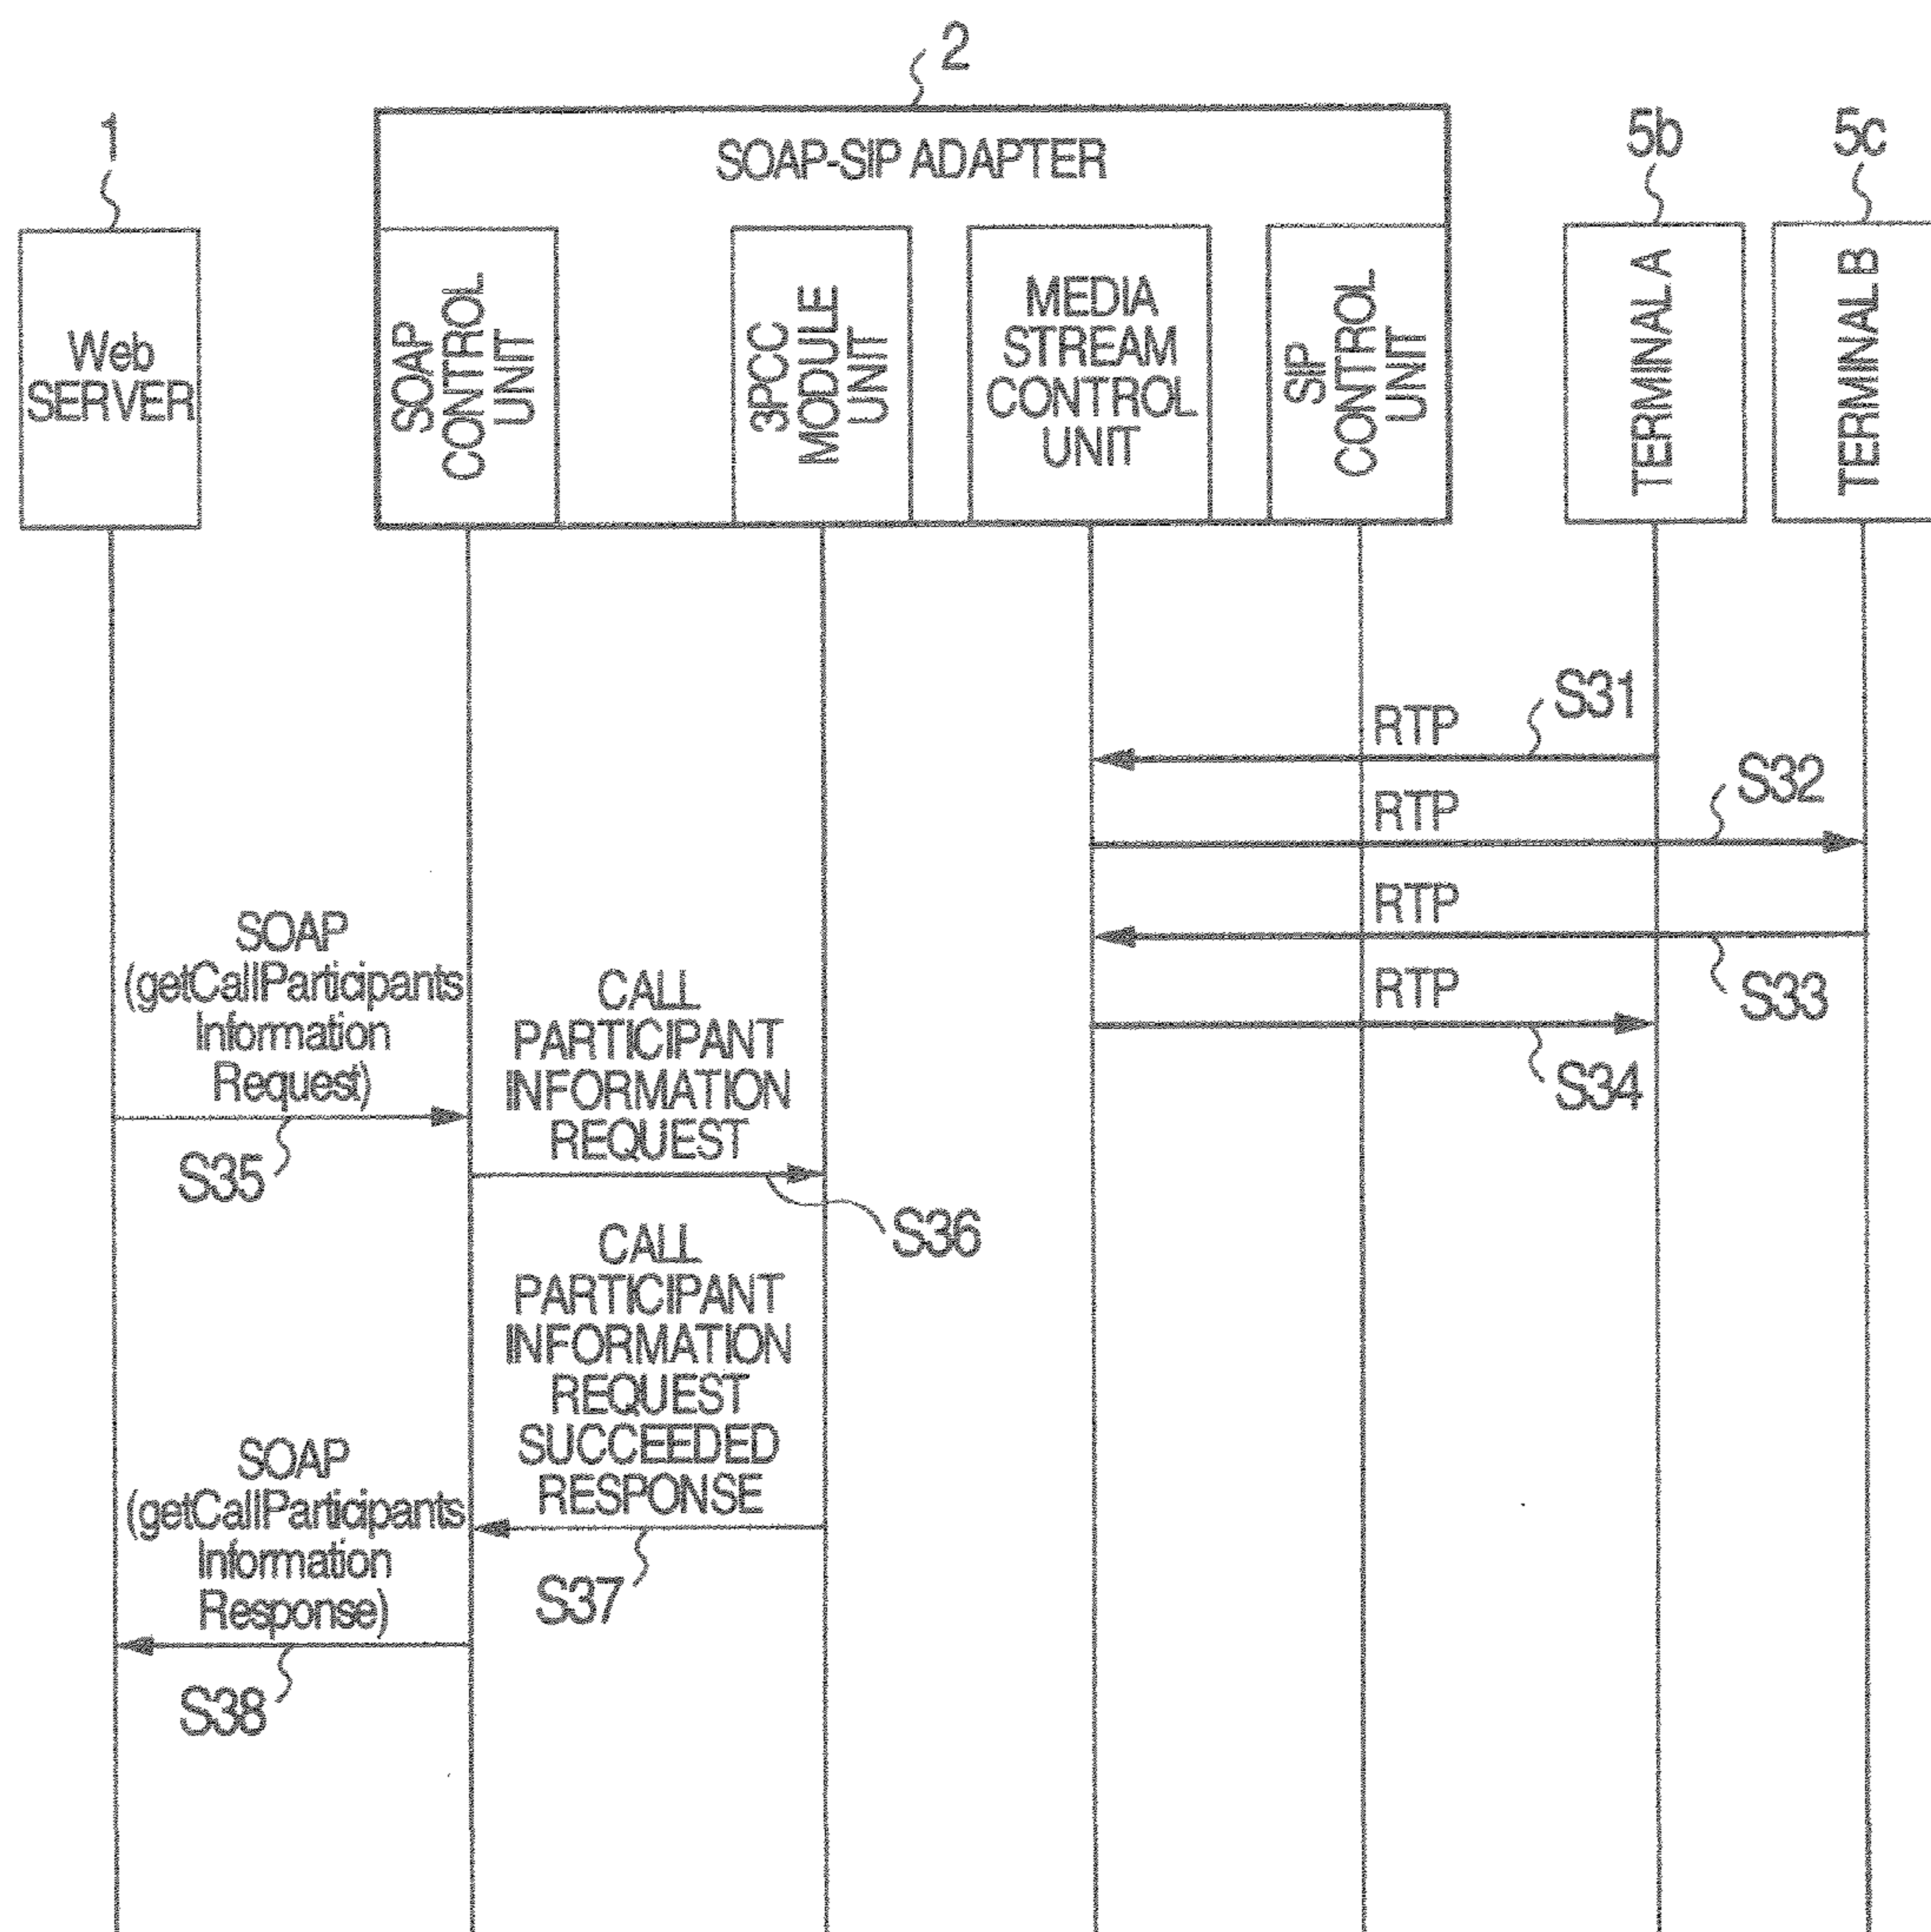 2
1
5b
5c
SOAP-SIP ADAPTER
Web
SERVER
SOAP
CONTROL
UNIT
3PCC
MODULE
UNIT
MEDIA
STREAM
CONTROL
UNIT
SIP
CONTROL
UNIT
TERMINAL A
TERMINAL B
S31
RTP
S32
RTP
RTP
S33
RTP
S34
SOAP
(getCallParticipants
Information
Request)
S35
CALL
PARTICIPANT
INFORMATION
REQUEST
S36
CALL
PARTICIPANT
INFORMATION
REQUEST
SUCCEEDED
RESPONSE
S37
SOAP
(getCallParticipants
Information
Response)
S38